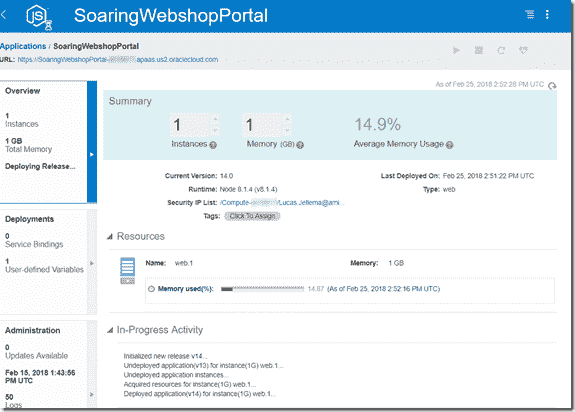 JS
SoaringWebshopPortal
Applications / SoaringWebshopPortal
URL: https://SoaringWebshopPortal- .apaas.us2.oraclecloud.com
As of Feb 25, 2018 2:52:28 PM UTC
Overview
1
Instances
1 GB
Total Memory
Deploying Release...
Deployments
0
Service Bindings
1
User-defined Variables
Administration
0
Updates Available
Feb 15, 2018 1:43:56
PM UTC
50
Logs
Summary
1 1 14.9%
Instances Memory (GB) Average Memory Usage
Current Version: 14.0 Last Deployed On: Feb 25, 2018 2:51:22 PM UTC
Runtime: Node 8.1.4 (v8.1.4) Type: web
Security IP List: /Compute- /Lucas.Jellema@ami...
Tags: Click To Assign
Resources
Name: web.1 Memory: 1 GB
Memory used(%): 14.87 (As of Feb 25, 2018 2:52:16 PM UTC)
In-Progress Activity
Initialized new release v14...
Undeployed application(v13) for instance(1G) web.1...
Undeployed application instances...
Acquired resources for instance(1G) web.1...
Deployed application(v14) for instance(1G) web.1...